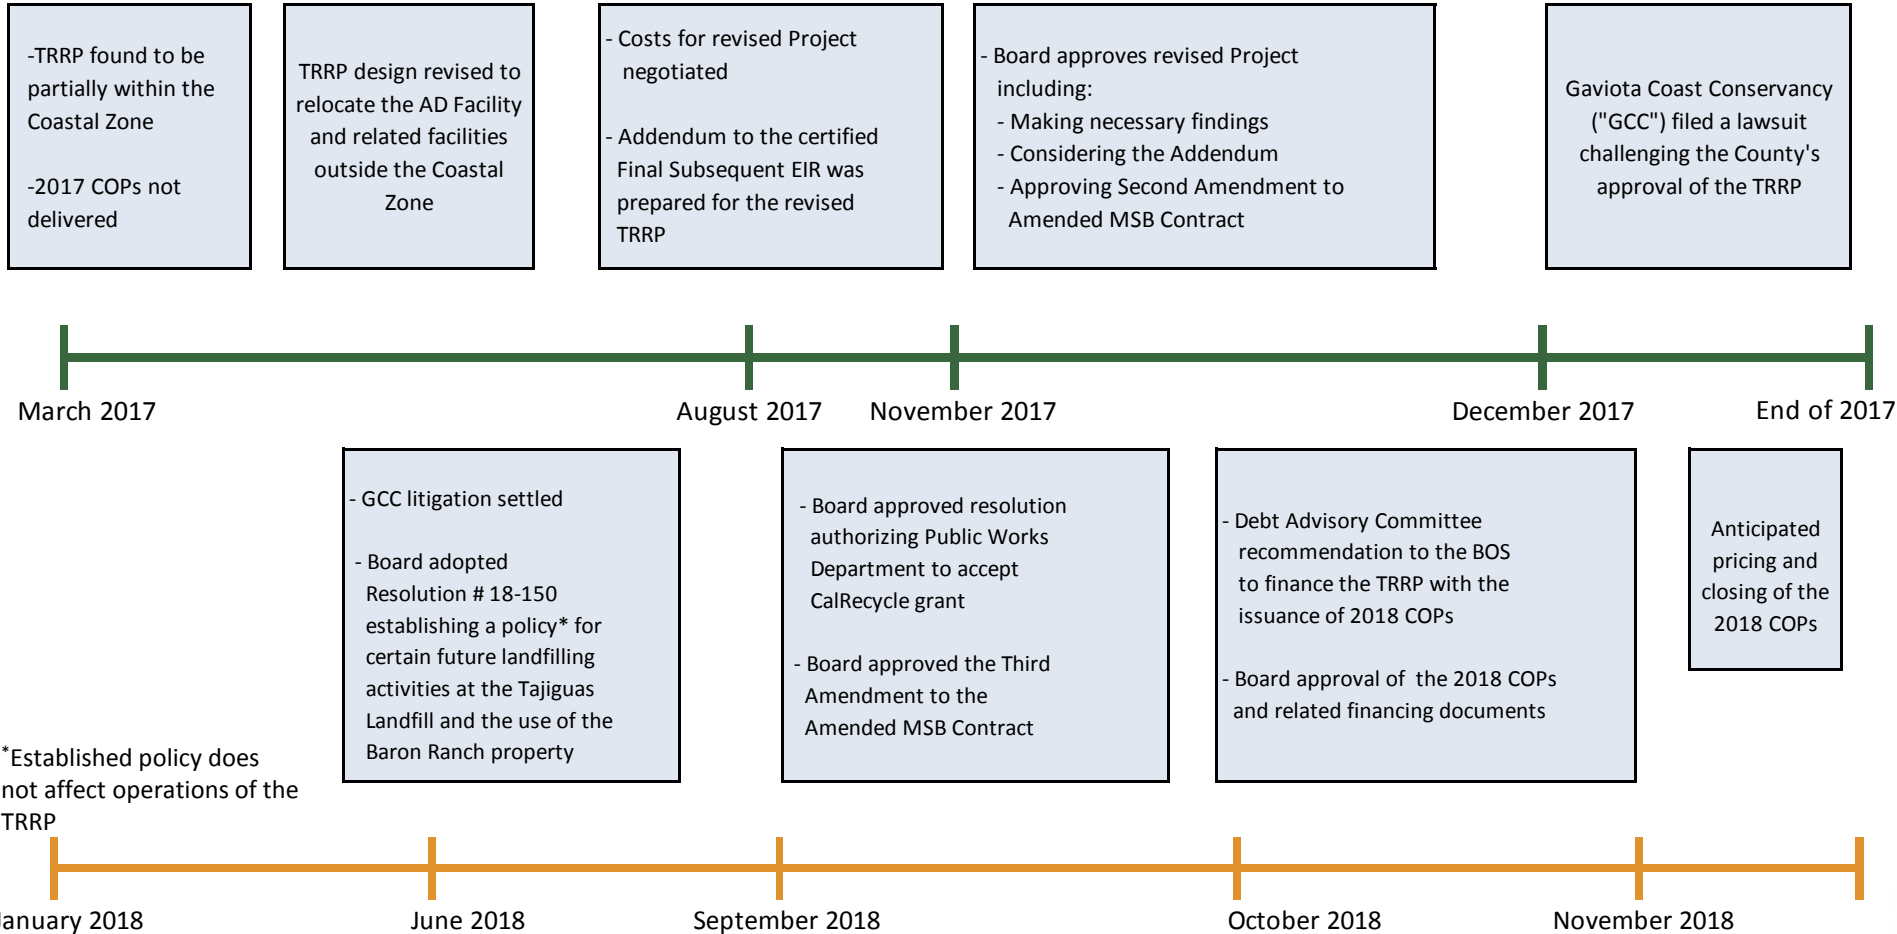 -TRRP found to be
partially within the
Coastal Zone
-2017 COPs not
delivered
TRRP design revised to
relocate the AD Facility
and related facilities
outside the Coastal
Zone
- Costs for revised Project
negotiated
- Addendum to the certified
Final Subsequent EIR was
prepared for the revised
TRRP
- Board approves revised Project
including:
- Making necessary findings
- Considering the Addendum
- Approving Second Amendment to
Amended MSB Contract
Gaviota Coast Conservancy
("GCC") filed a lawsuit
challenging the County's
approval of the TRRP
March 2017
August 2017
November 2017
December 2017
End of 2017
- GCC litigation settled
- Board adopted
Resolution # 18-150
establishing a policy* for
certain future landfilling
activities at the Tajiguas
Landfill and the use of the
Baron Ranch property
- Board approved resolution
authorizing Public Works
Department to accept
CalRecycle grant
- Board approved the Third
Amendment to the
Amended MSB Contract
- Debt Advisory Committee
recommendation to the BOS
to finance the TRRP with the
issuance of 2018 COPs
- Board approval of the 2018 COPs
and related financing documents
Anticipated
pricing and
closing of the
2018 COPs
*Established policy does
not affect operations of the
TRRP
January 2018
June 2018
September 2018
October 2018
November 2018